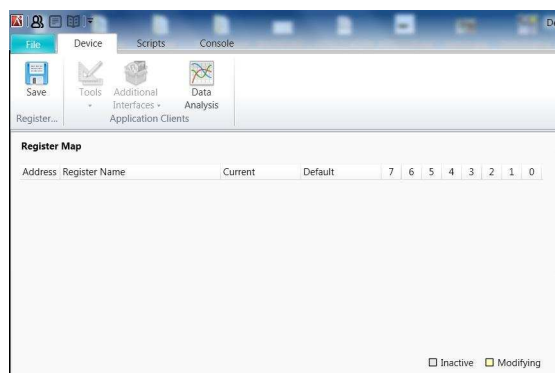 De
File Device Scripts Console
Save Tools Additional Interfaces Data Analysis
Register... Application Clients
Register Map
Address Register Name Current Default 7 6 5 4 3 2 1 0
Inactive Modifying